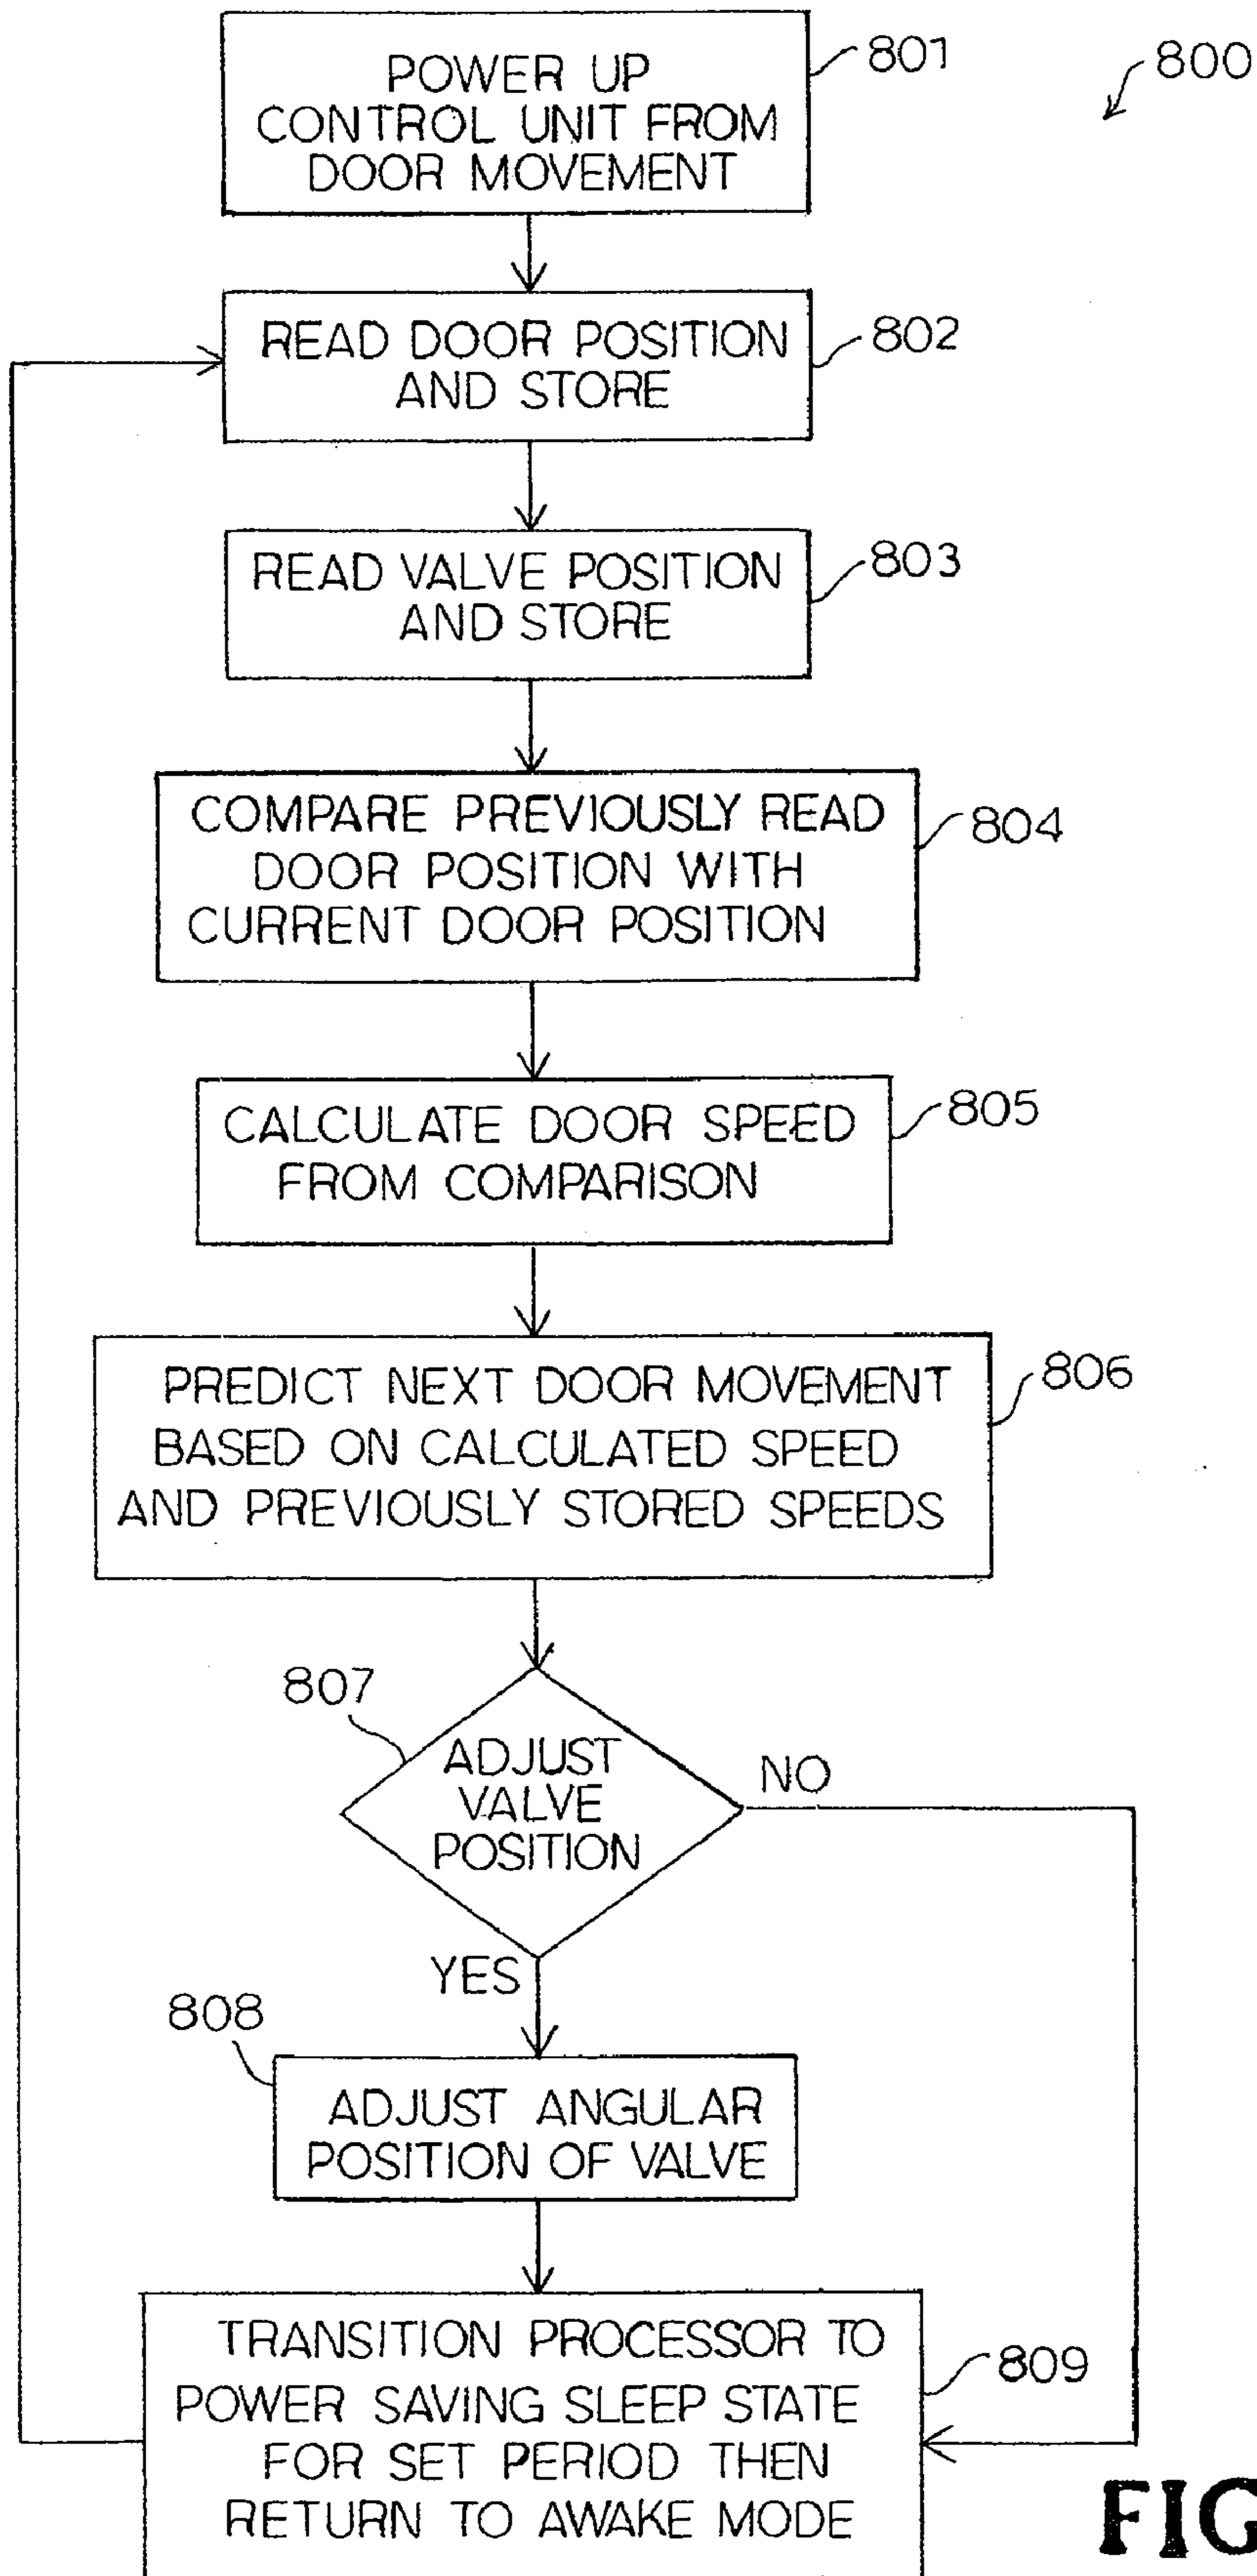 POWER UP
CONTROL UNIT FROM
DOOR MOVEMENT
801
800
READ DOOR POSITION
AND STORE
802
READ VALVE POSITION
AND STORE
803
COMPARE PREVIOUSLY READ
DOOR POSITION WITH
CURRENT DOOR POSITION
804
CALCULATE DOOR SPEED
FROM COMPARISON
805
PREDICT NEXT DOOR MOVEMENT
BASED ON CALCULATED SPEED
AND PREVIOUSLY STORED SPEEDS
806
807
ADJUST
VALVE
POSITION
NO
YES
808
ADJUST ANGULAR
POSITION OF VALVE
TRANSITION PROCESSOR TO
POWER SAVING SLEEP STATE
FOR SET PERIOD THEN
RETURN TO AWAKE MODE
809
FIG